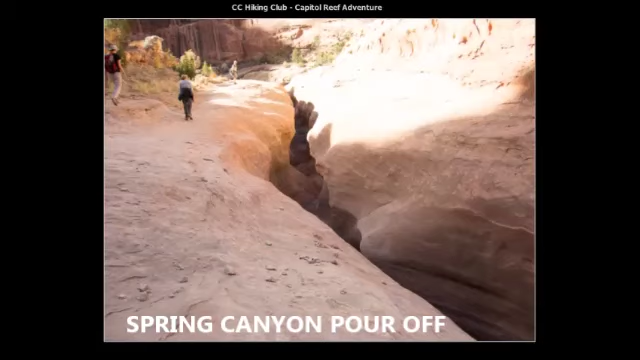 CC Hiking Club - Capitol Reef Adventure
SPRING CANYON POUR OFF